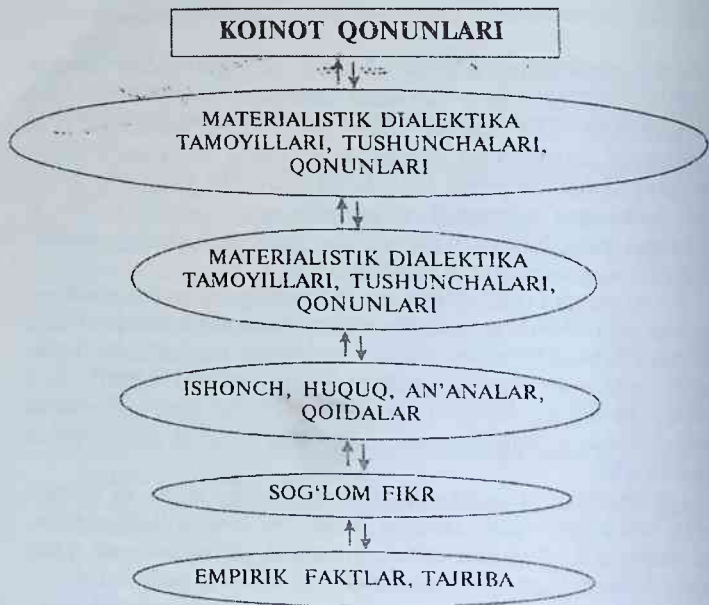 KOINOT QONUNLARI
MATERIALISTIK DIALEKTIKA
TAMOYILLARI, TUSHUNCHALARI,
QONUNLARI
MATERIALISTIK DIALEKTIKA
TAMOYILLARI, TUSHUNCHALARI,
QONUNLARI
ISHONCH, HUQUQ, AN'ANALAR,
QOIDALAR
SOG‘LOM FIKR
EMPIRIK FAKTLAR, TAJRIBA